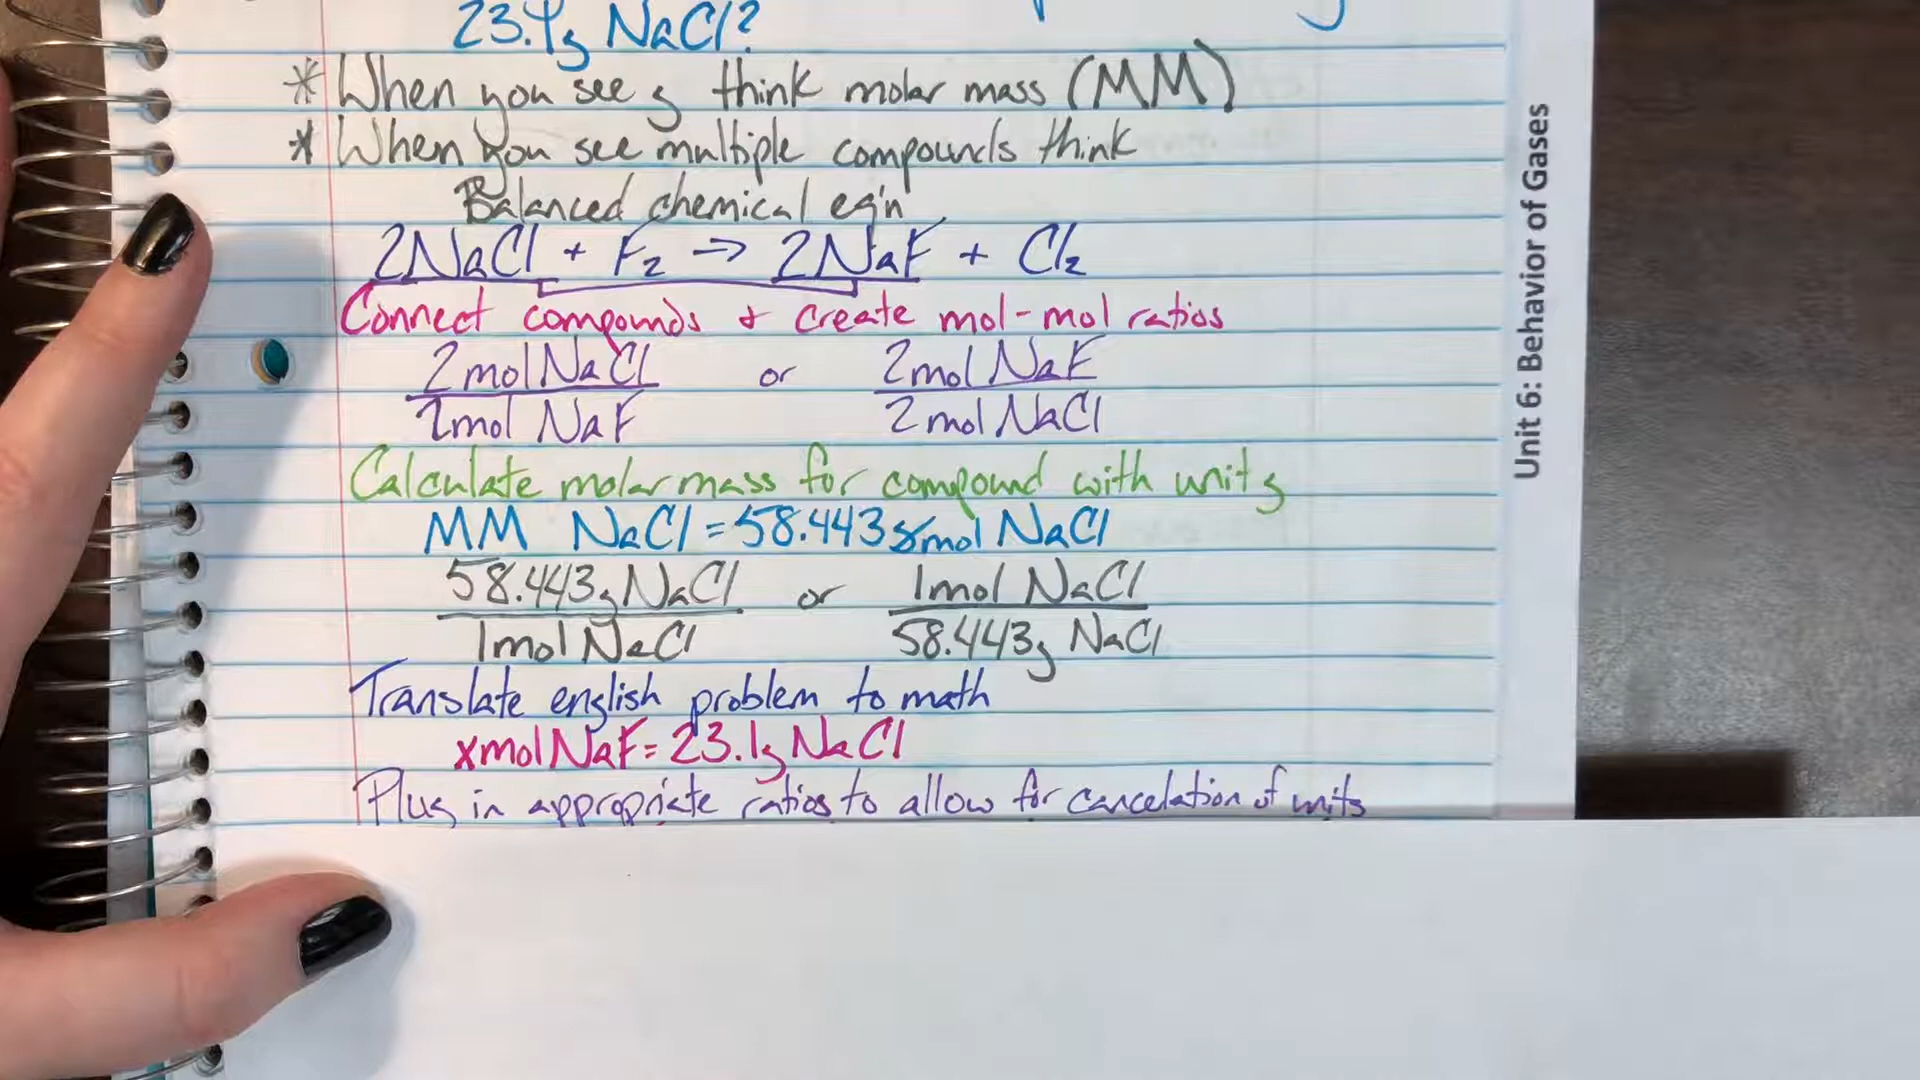 23.4g NaCl?
* When you see g think molar mass (MM)
* When you see multiple compounds think
Balanced chemical eq'n
2NaCl + F₂ → 2NaF + Cl₂
Connect compounds & create mol-mol ratios
2mol NaCl or 2mol NaF
2mol NaF 2mol NaCl
Calculate molar mass for compound with unit g
MM NaCl = 58.443 g/mol NaCl
58.443g NaCl or 1mol NaCl
1mol NaCl 58.443g NaCl
Translate english problem to math
xmol NaF = 23.1g NaCl
Plug in appropriate ratios to allow for cancelation of units
Unit 6: Behavior of Gases